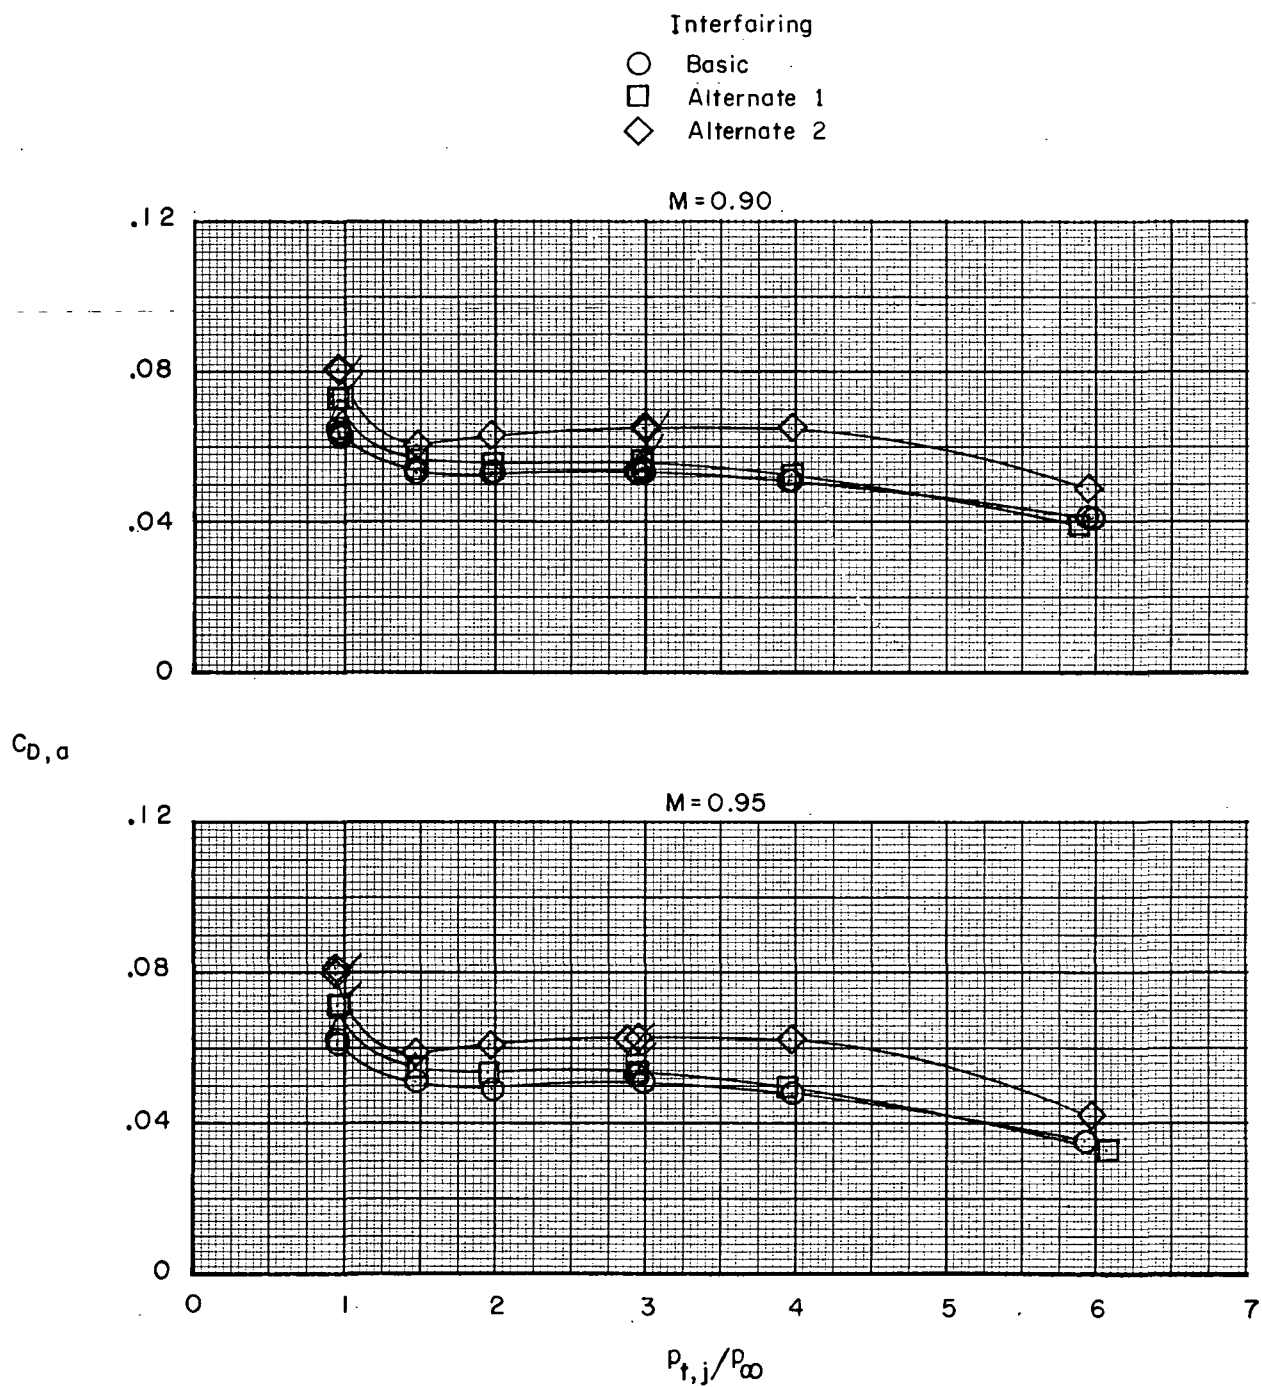 Interfairing
Basic
Alternate 1
Alternate 2
M = 0.90
.12
.08
.04
0
C_D,a
M = 0.95
.12
.08
.04
0
0 1 2 3 4 5 6 7
p_t,j/p_∞